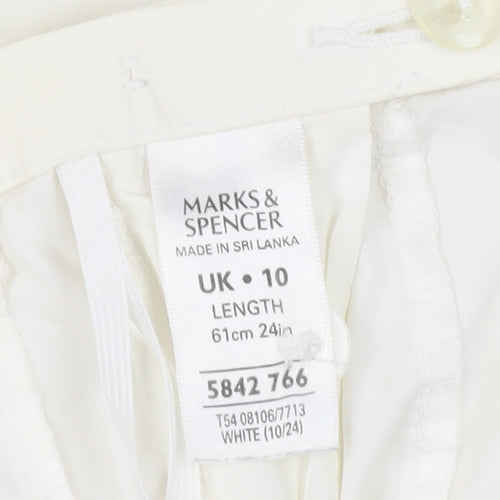 MARKS &
SPENCER
MADE IN SRI LANKA
UK • 10
LENGTH
61cm 24in
5842 766
T54 08106/7713
WHITE (10/24)